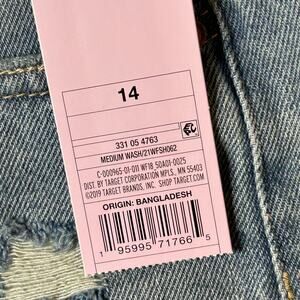 14
331 05 4763
MEDIUM WASH/21WFSH062
C-000965-01-011 WF18 50A01-0025
DIST. BY TARGET CORPORATION MPLS., MN 55403
©2019 TARGET BRANDS, INC. SHOP TARGET.COM
ORIGIN: BANGLADESH
1 95995 71766 5